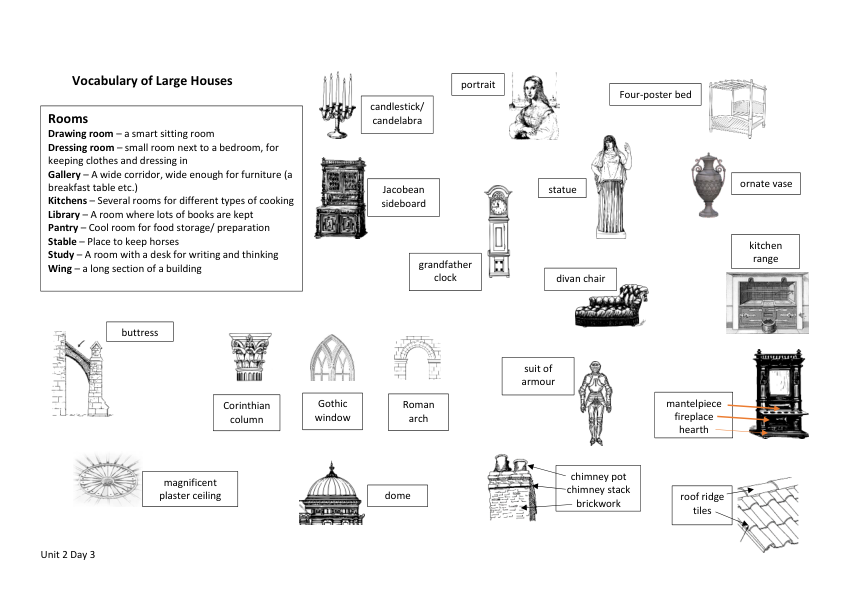 Vocabulary of Large Houses
Rooms
Drawing room – a smart sitting room
Dressing room – small room next to a bedroom, for
keeping clothes and dressing in
Gallery – A wide corridor, wide enough for furniture (a
breakfast table etc.)
Kitchens – Several rooms for different types of cooking
Library – A room where lots of books are kept
Pantry – Cool room for food storage/ preparation
Stable – Place to keep horses
Study – A room with a desk for writing and thinking
Wing – a long section of a building
candlestick/
candelabra
portrait
Four-poster bed
Jacobean
sideboard
statue
ornate vase
grandfather
clock
divan chair
kitchen
range
buttress
Corinthian
column
Gothic
window
Roman
arch
suit of
armour
mantelpiece
fireplace
hearth
magnificent
plaster ceiling
dome
chimney pot
chimney stack
brickwork
roof ridge
tiles
Unit 2 Day 3